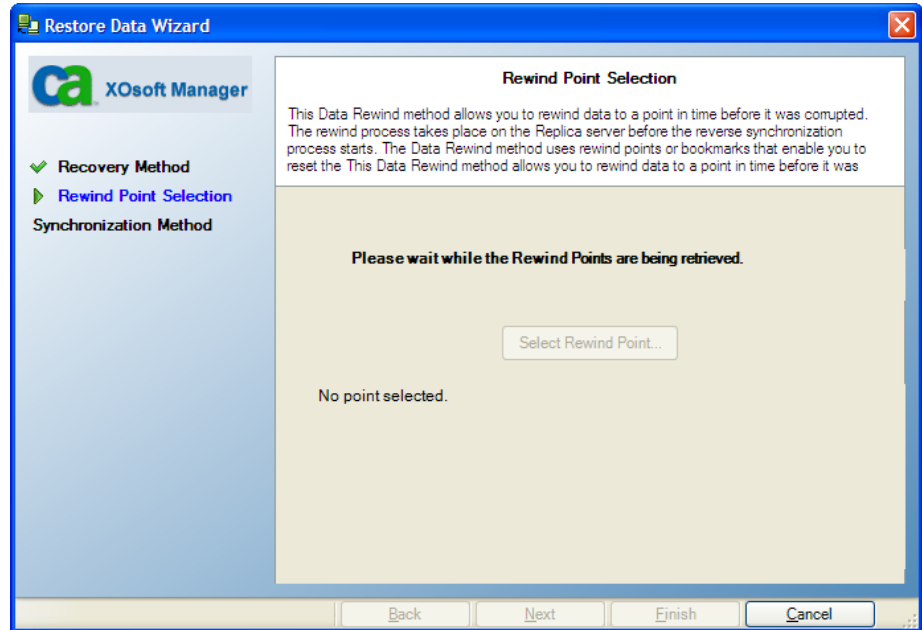 Restore Data Wizard
ca
XOsoft Manager
Recovery Method
Rewind Point Selection
Synchronization Method
Rewind Point Selection
This Data Rewind method allows you to rewind data to a point in time before it was corrupted.
The rewind process takes place on the Replica server before the reverse synchronization
process starts. The Data Rewind method uses rewind points or bookmarks that enable you to
reset the This Data Rewind method allows you to rewind data to a point in time before it was
Please wait while the Rewind Points are being retrieved.
Select Rewind Point...
No point selected.
Back Next Finish Cancel